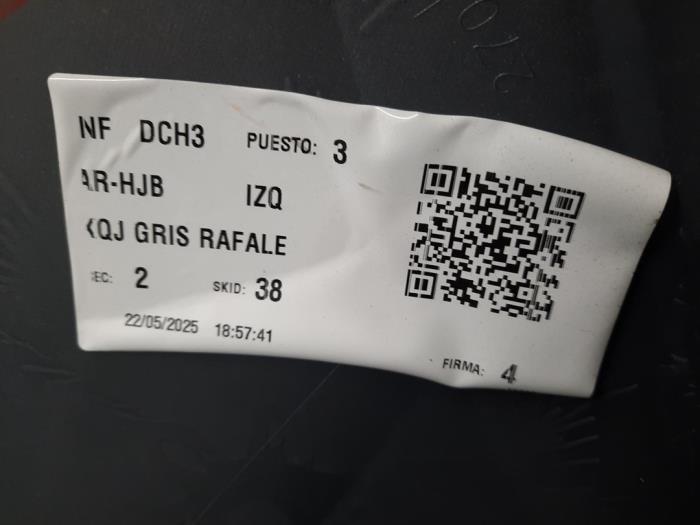 NF DCH3 PUESTO: 3
AR-HJB IZQ
KQJ GRIS RAFALE
EC: 2 SKID: 38
22/05/2025 18:57:41
FIRMA: 4